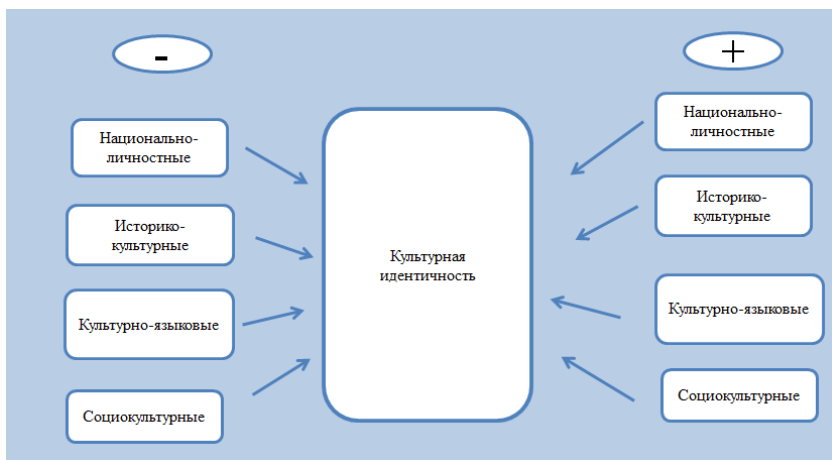 -
Национально-
личностные
Историко-
культурные
Культурно-языковые
Социокультурные
Культурная
идентичность
+
Национально-
личностные
Историко-
культурные
Культурно-языковые
Социокультурные